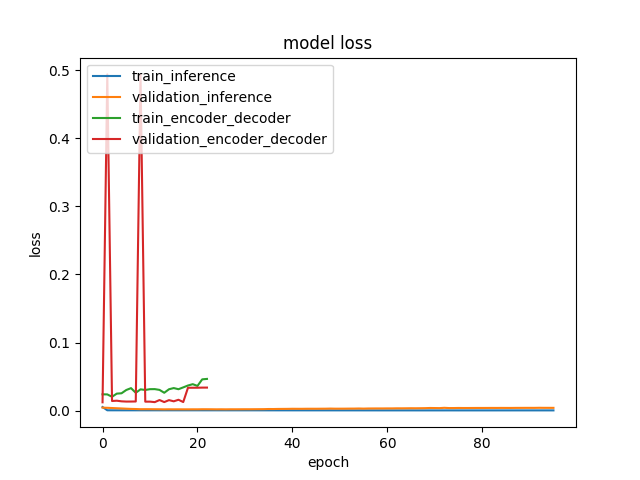 model loss
train_inference
validation_inference
train_encoder_decoder
validation_encoder_decoder
0.5
0.4
0.3
0.2
0.1
0.0
loss
0 20 40 60 80
epoch